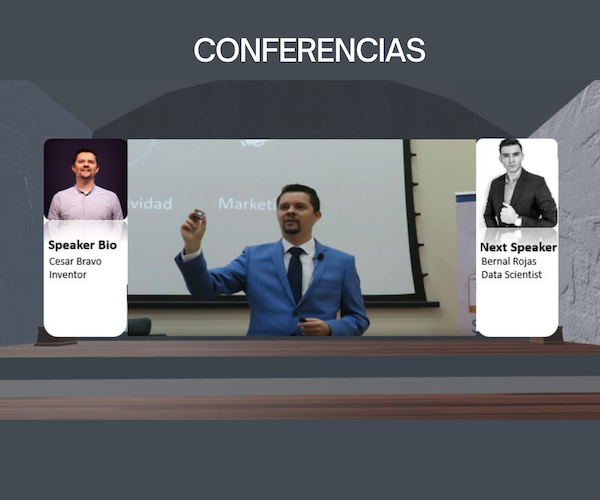 CONFERENCIAS
vidad
Marketi
Speaker Bio
Cesar Bravo
Inventor
Next Speaker
Bernal Rojas
Data Scientist